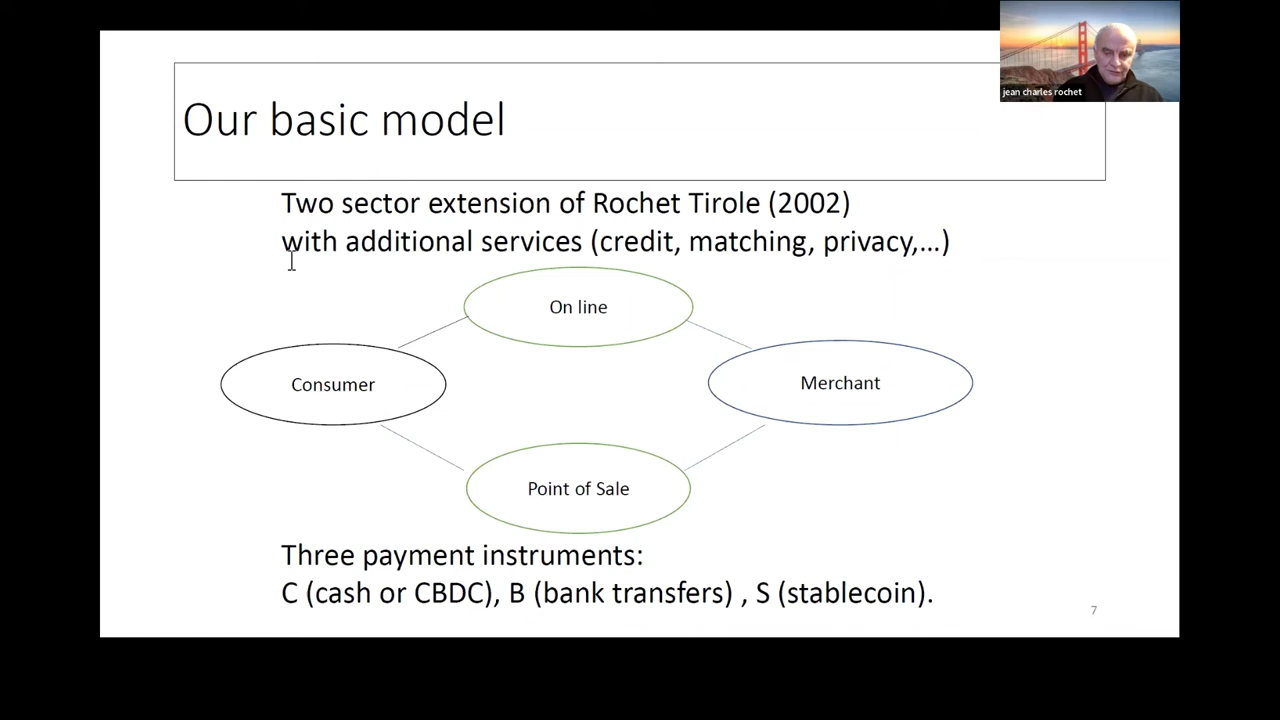 jean charles rochet
Our basic model
Two sector extension of Rochet Tirole (2002)
with additional services (credit, matching, privacy,...)
On line
Consumer
Merchant
Point of Sale
Three payment instruments:
C (cash or CBDC), B (bank transfers) , S (stablecoin).
7